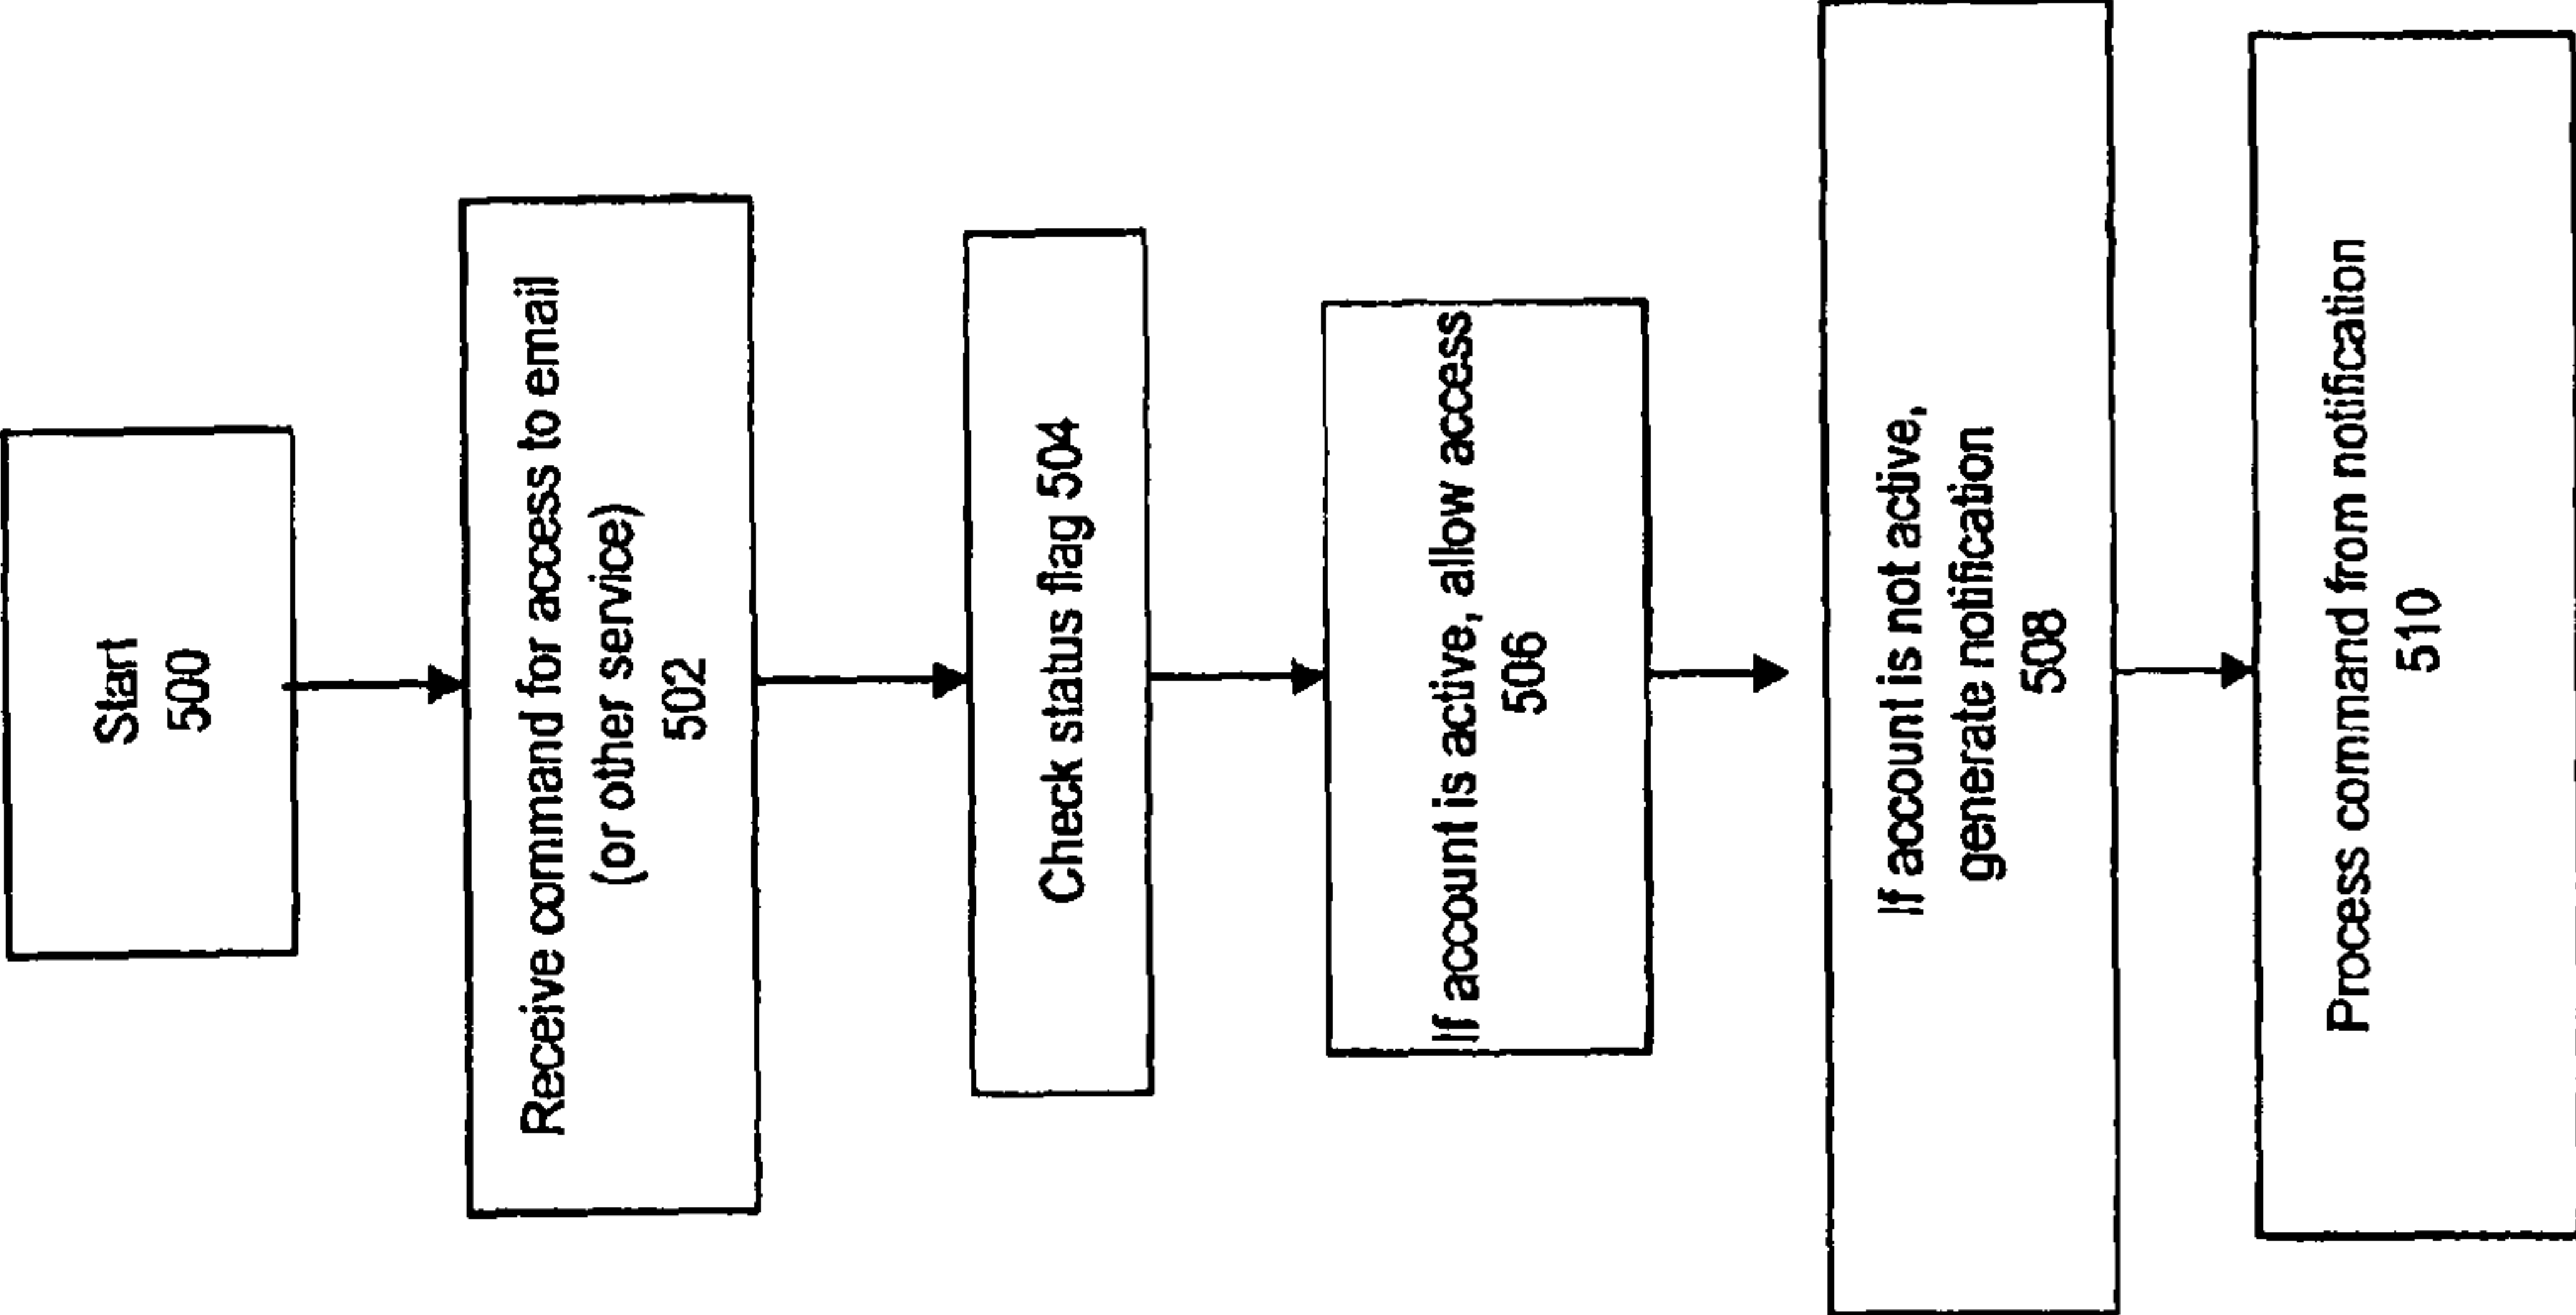 Start
500
Receive command for access to email
(or other service)
502
Check status flag 504
If account is active, allow access
506
If account is not active,
generate notification
508
Process command from notification
510